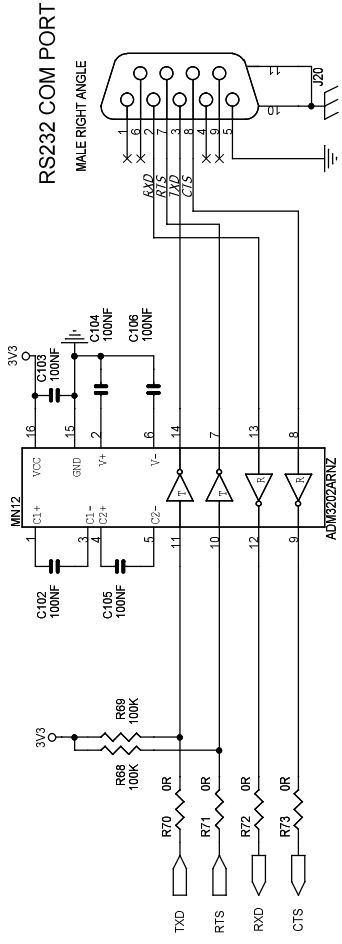 RS232 COM PORT
MALE RIGHT ANGLE
J20
11
10
1
6
2
7
3
8
4
9
5
RXD
RTS
TXD
CTS
3V3
C103
100NF
C104
100NF
C106
100NF
16
15
2
6
14
7
13
8
MN12
VCC
GND
V+
V-
C1+
C1-
C2+
C2-
T
T
R
R
ADM3202ARNZ
1
3
4
5
11
10
12
9
C102
100NF
C105
100NF
3V3
R69
100K
R68
100K
R70
0R
R71
0R
R72
0R
R73
0R
TXD
RTS
RXD
CTS